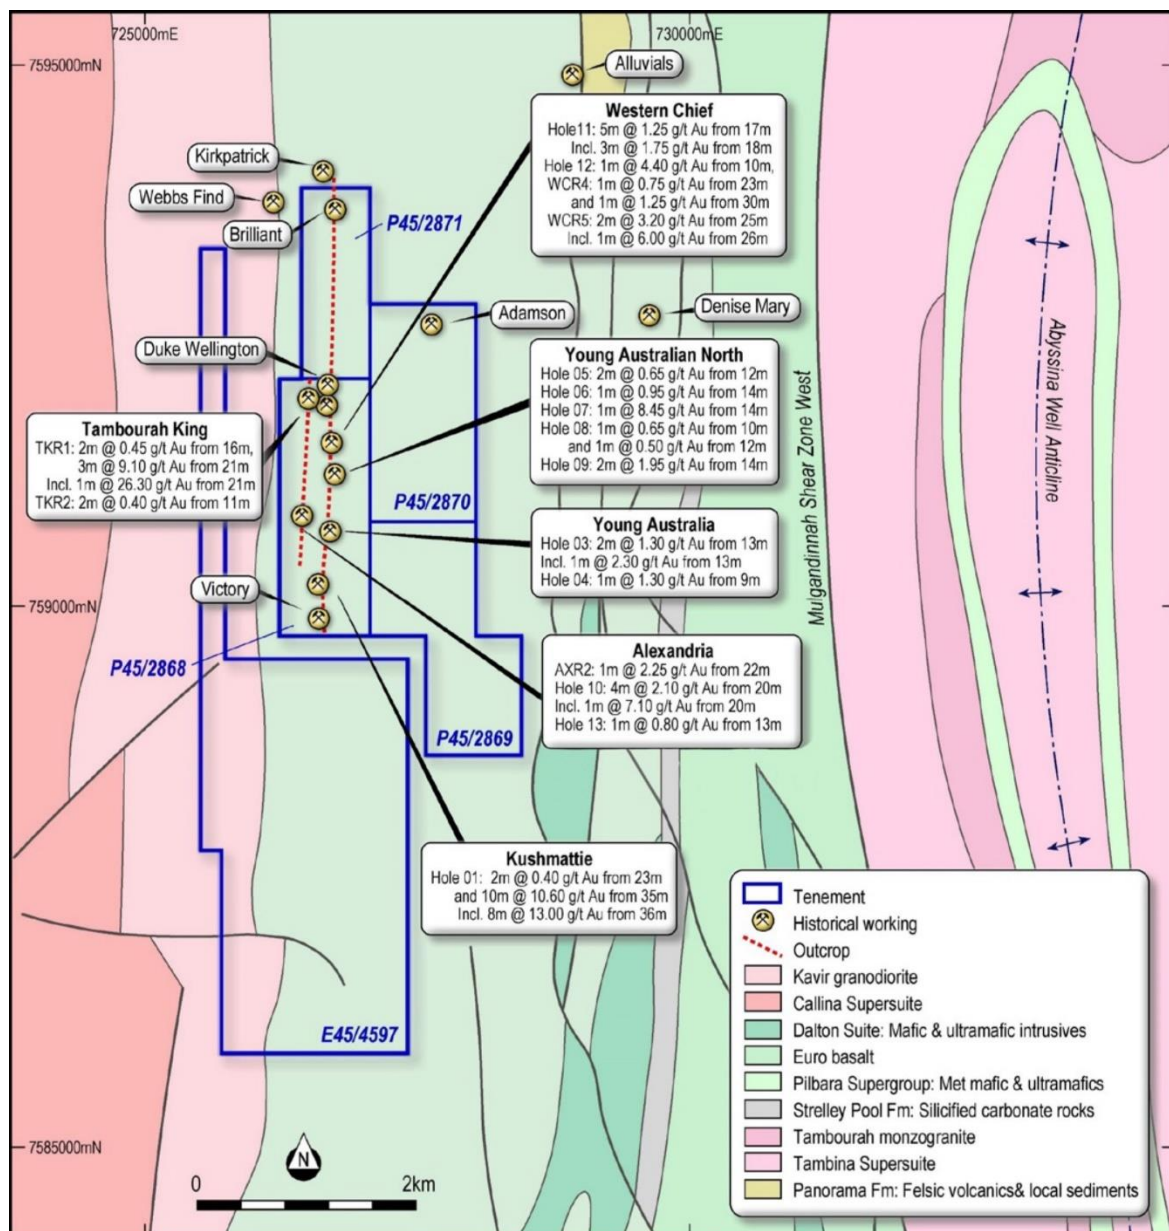 725000mE
730000mE
7595000mN
Alluvials
Western Chief
Hole11: 5m @ 1.25 g/t Au from 17m
Incl. 3m @ 1.75 g/t Au from 18m
Hole 12: 1m @ 4.40 g/t Au from 10m,
WCR4: 1m @ 0.75 g/t Au from 23m
and 1m @ 1.25 g/t Au from 30m
WCR5: 2m @ 3.20 g/t Au from 25m
Incl. 1m @ 6.00 g/t Au from 26m
Kirkpatrick
Webbs Find
Brilliant
P45/2871
Adamson
Denise Mary
Duke Wellington
Young Australian North
Hole 05: 2m @ 0.65 g/t Au from 12m
Hole 06: 1m @ 0.95 g/t Au from 14m
Hole 07: 1m @ 8.45 g/t Au from 14m
Hole 08: 1m @ 0.65 g/t Au from 10m
and 1m @ 0.50 g/t Au from 12m
Hole 09: 2m @ 1.95 g/t Au from 14m
Mulgandinnah Shear Zone West
Abyssina Well Anticline
Tambourah King
TKR1: 2m @ 0.45 g/t Au from 16m,
3m @ 9.10 g/t Au from 21m
Incl. 1m @ 26.30 g/t Au from 21m
TKR2: 2m @ 0.40 g/t Au from 11m
P45/2870
Young Australia
Hole 03: 2m @ 1.30 g/t Au from 13m
Incl. 1m @ 2.30 g/t Au from 13m
Hole 04: 1m @ 1.30 g/t Au from 9m
Victory
759000mN
P45/2868
Alexandria
AXR2: 1m @ 2.25 g/t Au from 22m
Hole 10: 4m @ 2.10 g/t Au from 20m
Incl. 1m @ 7.10 g/t Au from 20m
Hole 13: 1m @ 0.80 g/t Au from 13m
P45/2869
Kushmattie
Hole 01: 2m @ 0.40 g/t Au from 23m
and 10m @ 10.60 g/t Au from 35m
Incl. 8m @ 13.00 g/t Au from 36m
E45/4597
7585000mN
N
0 2km
Tenement
Historical working
Outcrop
Kavir granodiorite
Callina Supersuite
Dalton Suite: Mafic & ultramafic intrusives
Euro basalt
Pilbara Supergroup: Met mafic & ultramafics
Strelley Pool Fm: Silicified carbonate rocks
Tambourah monzogranite
Tambina Supersuite
Panorama Fm: Felsic volcanics& local sediments